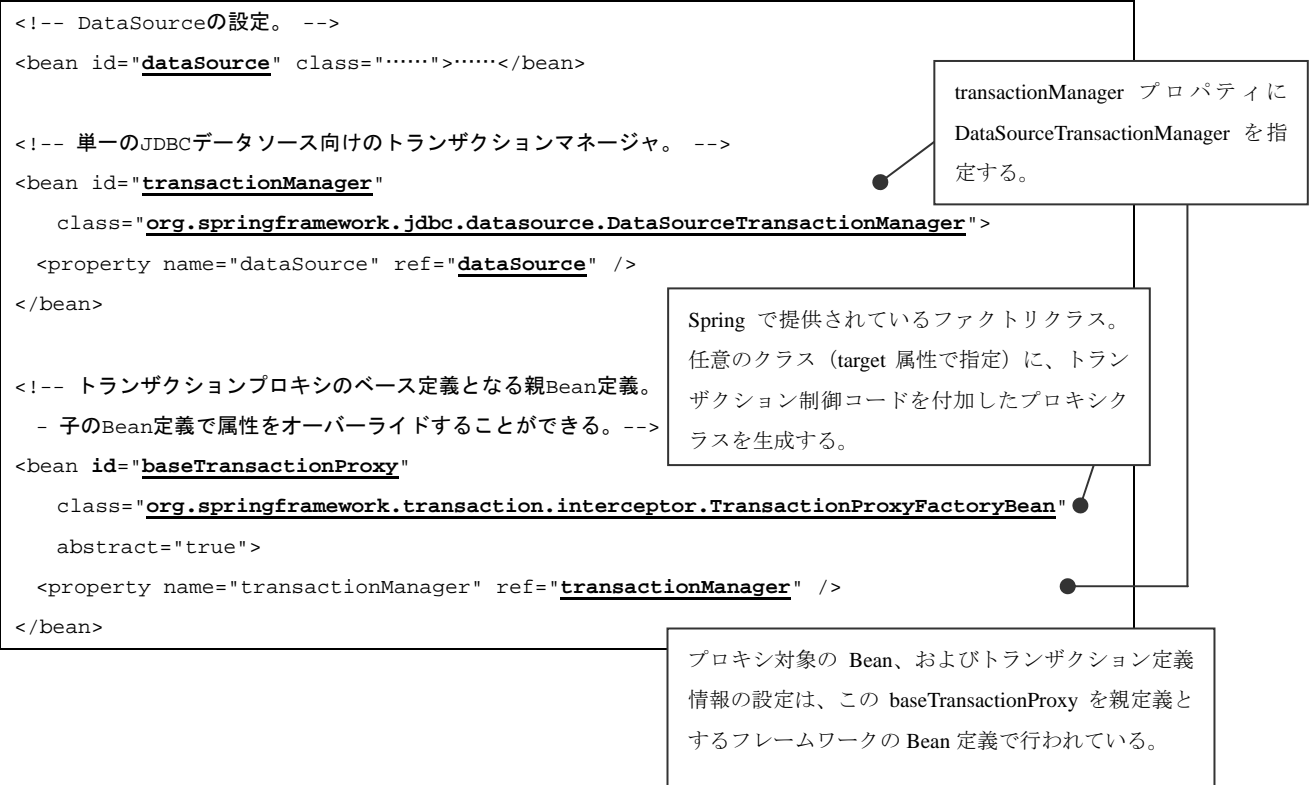 <!-- DataSourceの設定。 -->
<bean id="dataSource" class="……">……</bean>
transactionManager プロパティに
DataSourceTransactionManager を指
定する。
<!-- 単一のJDBCデータソース向けのトランザクションマネージャ。 -->
<bean id="transactionManager"
class="org.springframework.jdbc.datasource.DataSourceTransactionManager">
<property name="dataSource" ref="dataSource" />
</bean>
Spring で提供されているファクトリクラス。
任意のクラス（target 属性で指定）に、トラン
ザクション制御コードを付加したプロキシク
ラスを生成する。
<!-- トランザクションプロキシのベース定義となる親Bean定義。
- 子のBean定義で属性をオーバーライドすることができる。-->
<bean id="baseTransactionProxy"
class="org.springframework.transaction.interceptor.TransactionProxyFactoryBean"
abstract="true">
<property name="transactionManager" ref="transactionManager" />
</bean>
プロキシ対象の Bean、およびトランザクション定義
情報の設定は、この baseTransactionProxy を親定義と
するフレームワークの Bean 定義で行われている。